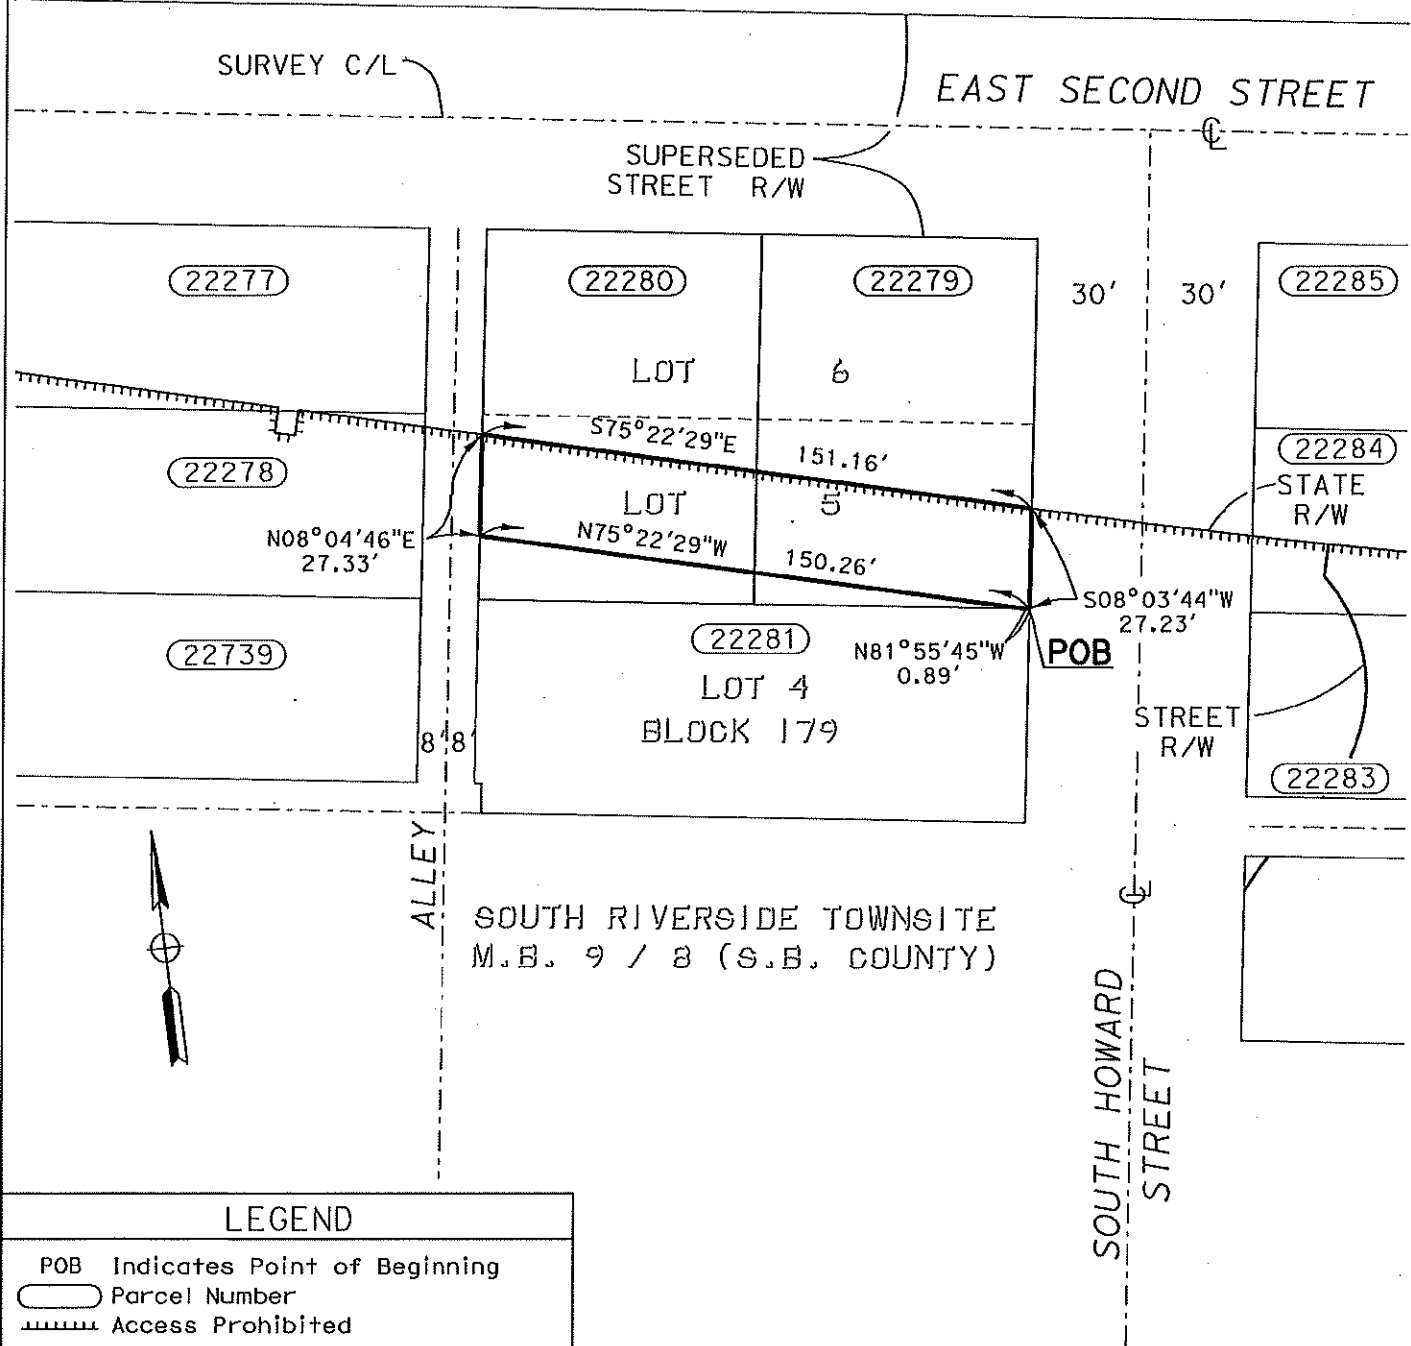 SURVEY C/L
EAST SECOND STREET
SUPERSEDED
STREET R/W
22277
22280
22279
30' 30'
22285
LOT 6
S75°22'29"E 151.16'
22278
22284
STATE
R/W
LOT 5
N08°04'46"E
27.33'
N75°22'29"W 150.26'
S08°03'44"W
27.23'
22739
22281
N81°55'45"W
0.89'
POB
LOT 4
BLOCK 179
STREET
R/W
8' 8'
22283
ALLEY
SOUTH RIVERSIDE TOWNSITE
M.B. 9 / 8 (S.B. COUNTY)
SOUTH HOWARD
STREET
LEGEND
POB Indicates Point of Beginning
Parcel Number
Access Prohibited